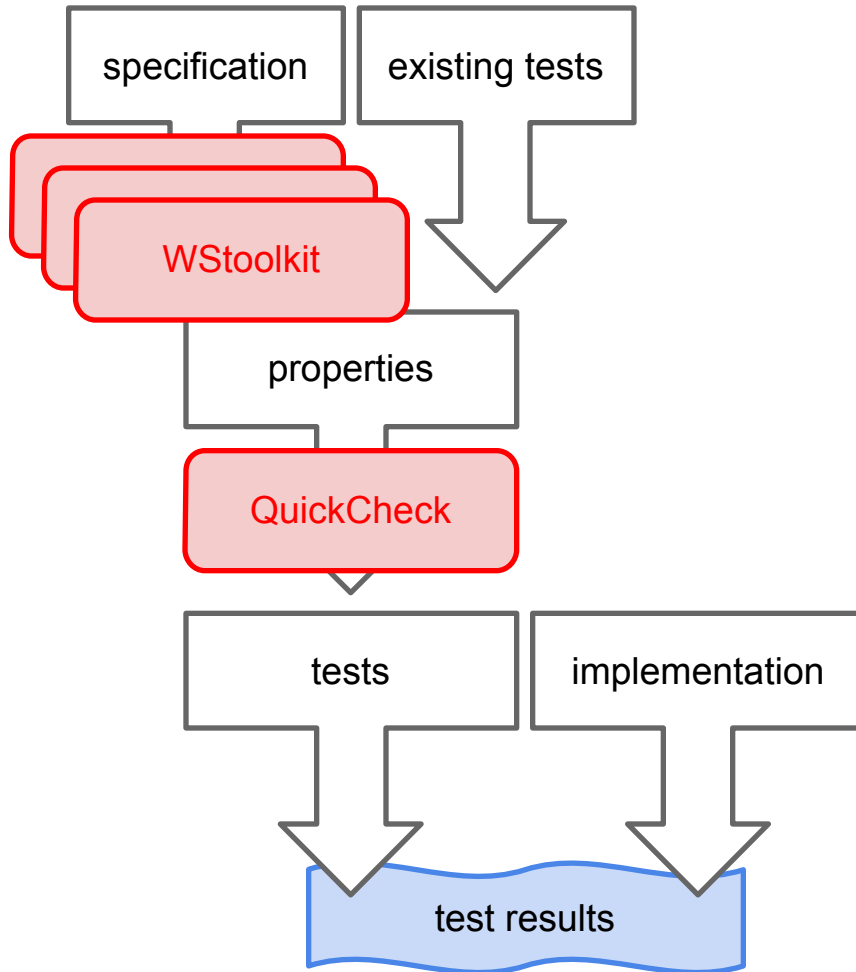 specification
existing tests
WStoolkit
properties
QuickCheck
tests
implementation
test results